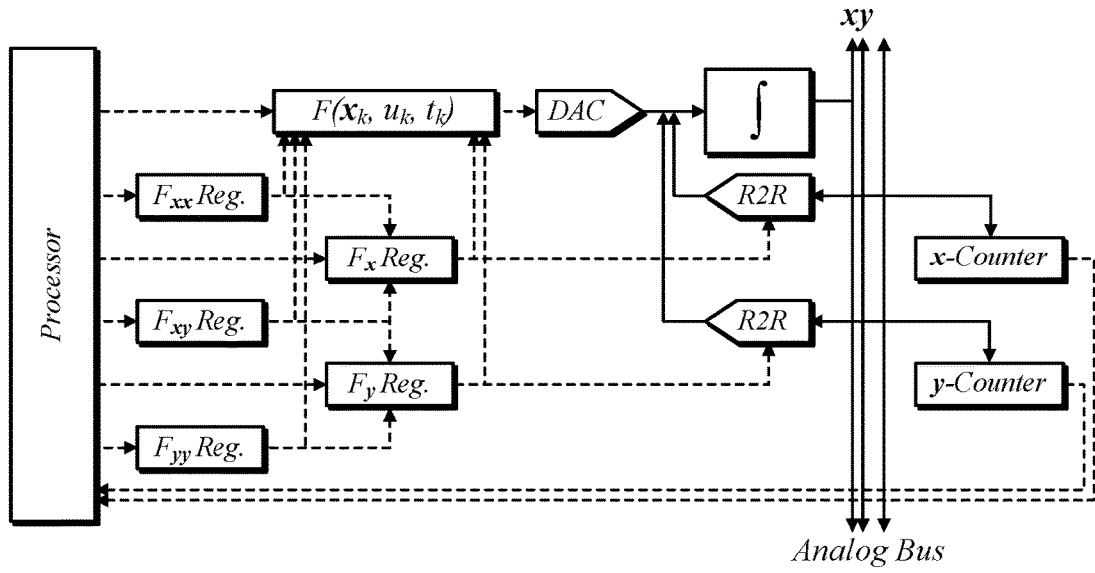 xy
F(xk, uk, tk)
DAC
∫
Fxx Reg.
R2R
Fx Reg.
x-Counter
Processor
Fxy Reg.
R2R
Fy Reg.
y-Counter
Fyy Reg.
Analog Bus